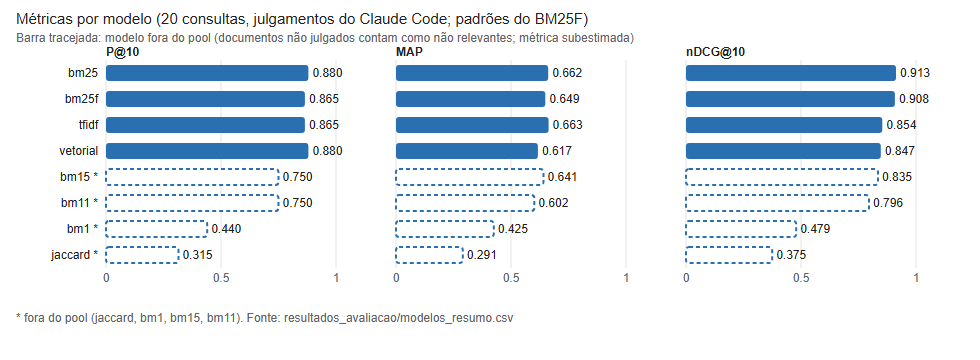 Métricas por modelo (20 consultas, julgamentos do Claude Code; padrões do BM25F)
Barra tracejada: modelo fora do pool (documentos não julgados contam como não relevantes; métrica subestimada)
P@10 MAP nDCG@10
bm25 0.880 0.662 0.913
bm25f 0.865 0.649 0.908
tfidf 0.865 0.663 0.854
vetorial 0.880 0.617 0.847
bm15 * 0.750 0.641 0.835
bm11 * 0.750 0.602 0.796
bm1 * 0.440 0.425 0.479
jaccard * 0.315 0.291 0.375
0 0.5 1 0 0.5 1 0 0.5 1
* fora do pool (jaccard, bm1, bm15, bm11). Fonte: resultados_avaliacao/modelos_resumo.csv